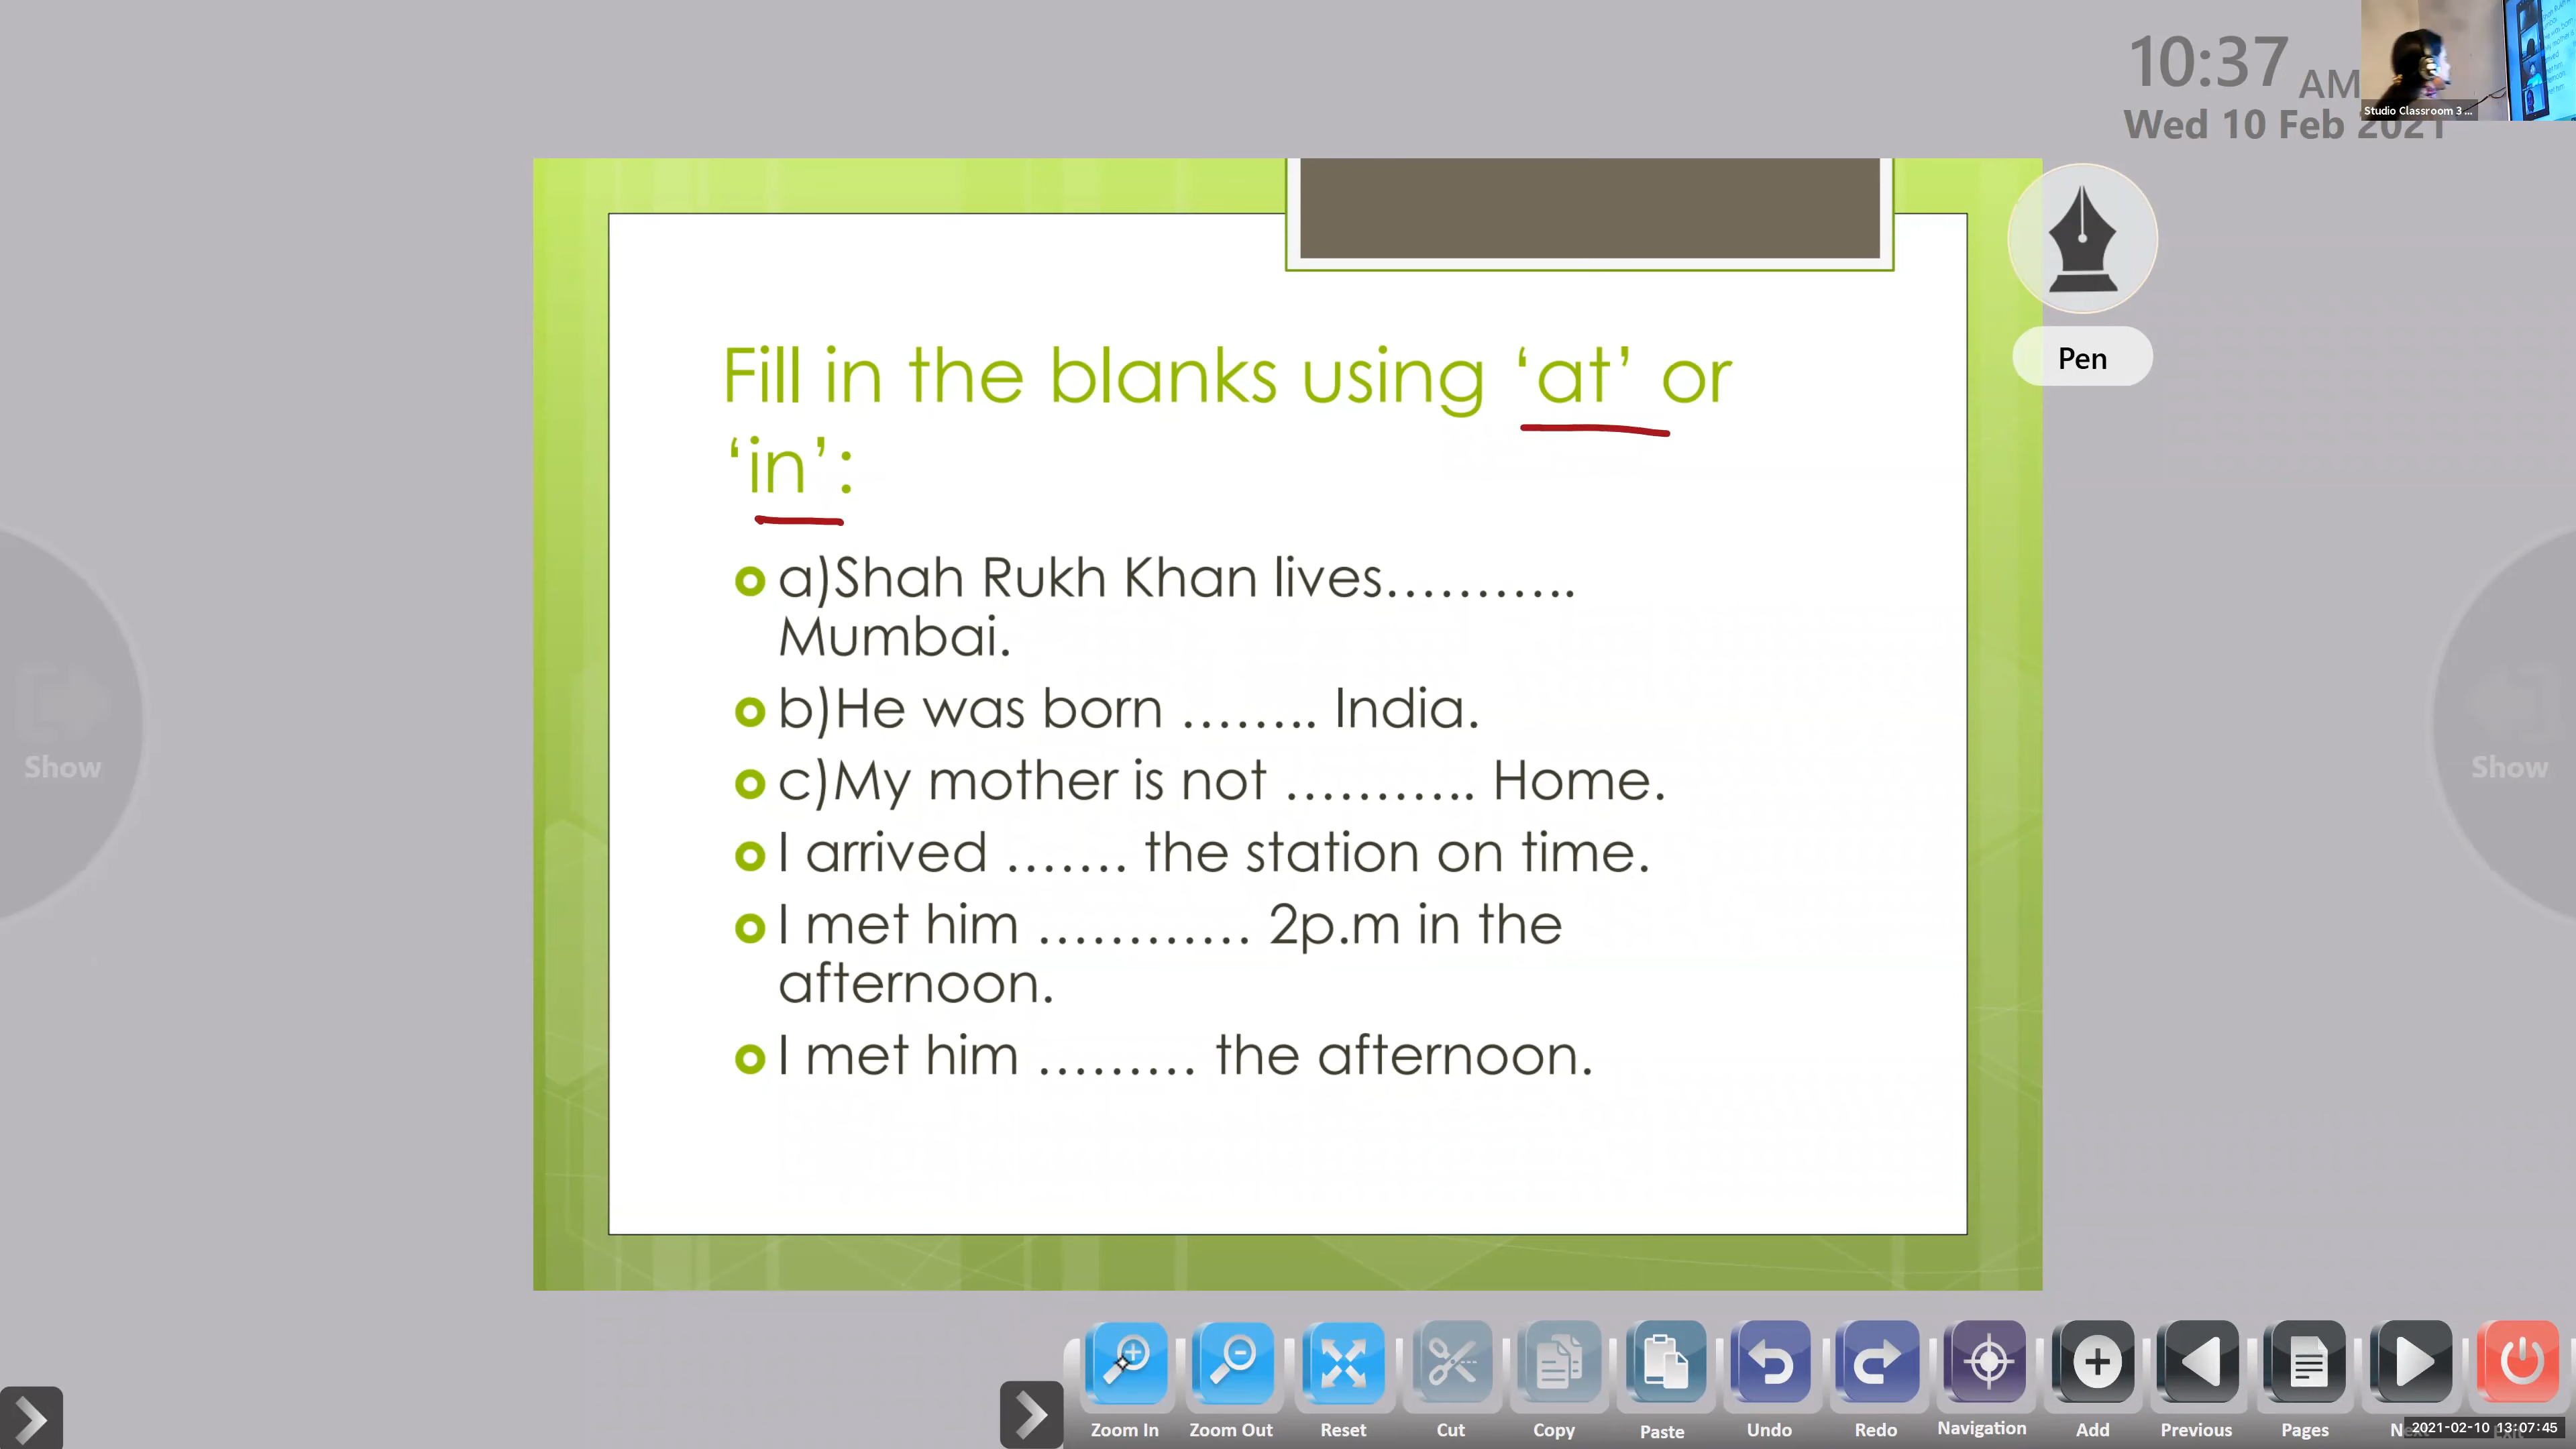 10:37 AM
Wed 10 Feb 2021
Studio Classroom 3 ...
Pen
Fill in the blanks using ‘at’ or
‘in’:
a)Shah Rukh Khan lives...........
Mumbai.
b)He was born ........ India.
c)My mother is not ........... Home.
I arrived ....... the station on time.
I met him ............ 2p.m in the
afternoon.
I met him ......... the afternoon.
Show
Show
Zoom In Zoom Out Reset Cut Copy Paste Undo Redo Navigation Add Previous Pages
2021-02-10 13:07:45